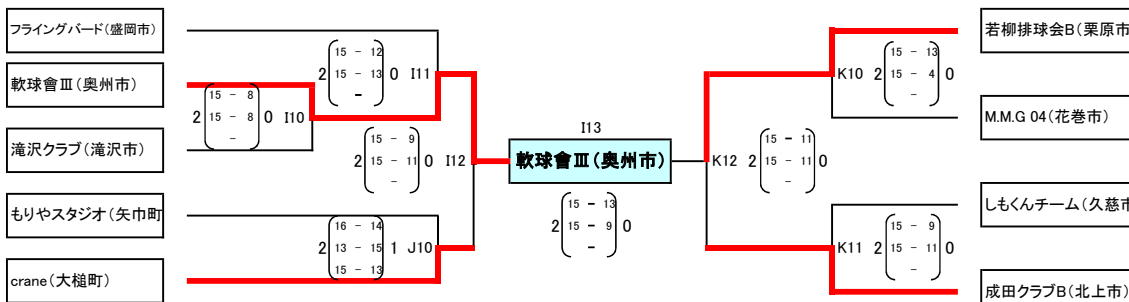 フライングバード(盛岡市)
軟球會Ⅲ(奥州市)
滝沢クラブ(滝沢市)
もりやスタジオ(矢巾町
crane(大槌町)
15 - 12
2 15 - 13 0 I11
-
15 - 8
2 15 - 8 0 I10
-
15 - 9
2 15 - 11 0 I12
-
16 - 14
2 13 - 15 1 J10
15 - 13
I13
軟球會Ⅲ(奥州市)
15 - 13
2 15 - 9 0
-
15 - 13
K10 2 15 - 4 0
-
15 - 11
K12 2 15 - 11 0
-
15 - 9
K11 2 15 - 11 0
-
若柳排球会B(栗原市
M.M.G 04(花巻市)
しもくんチーム(久慈市
成田クラブB(北上市)